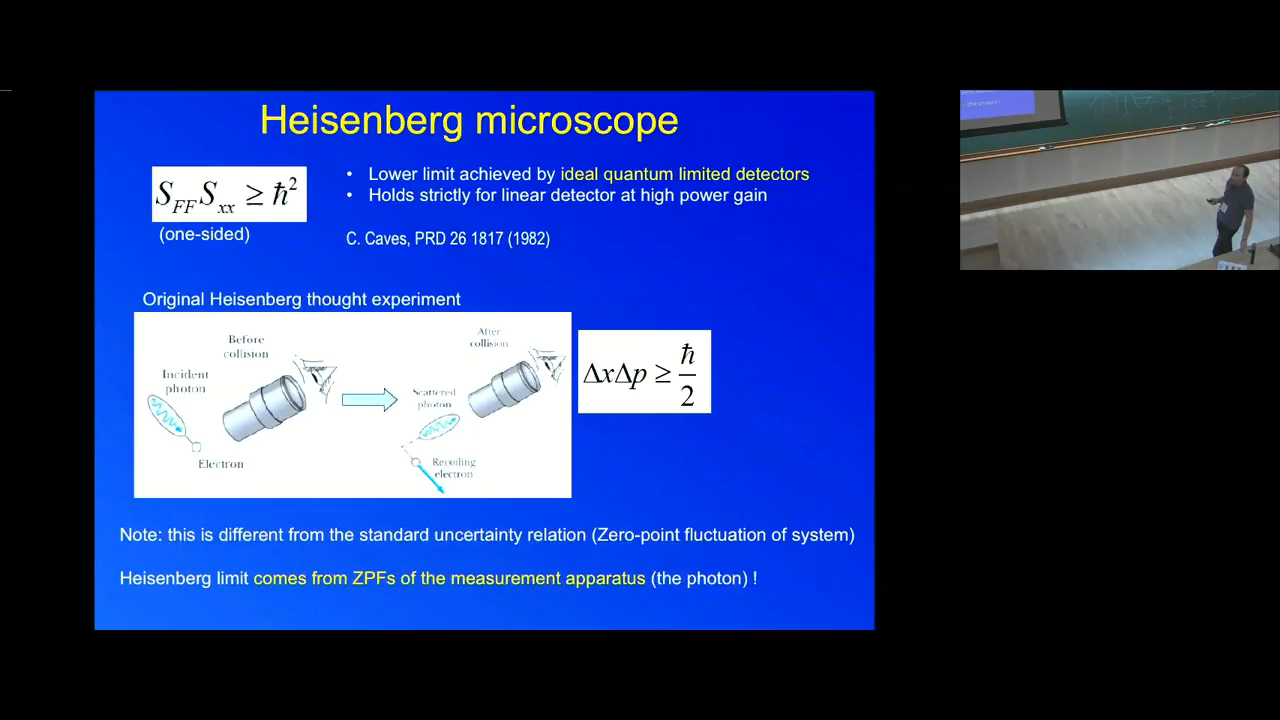 Heisenberg microscope
S_FF S_xx ≥ ħ²
(one-sided)
• Lower limit achieved by ideal quantum limited detectors
• Holds strictly for linear detector at high power gain
C. Caves, PRD 26 1817 (1982)
Original Heisenberg thought experiment
Before
collision
Incident
photon
Electron
After
collision
Scattered
photon
Recoiling
electron
ΔxΔp ≥ ħ/2
Note: this is different from the standard uncertainty relation (Zero-point fluctuation of system)
Heisenberg limit comes from ZPFs of the measurement apparatus (the photon) !